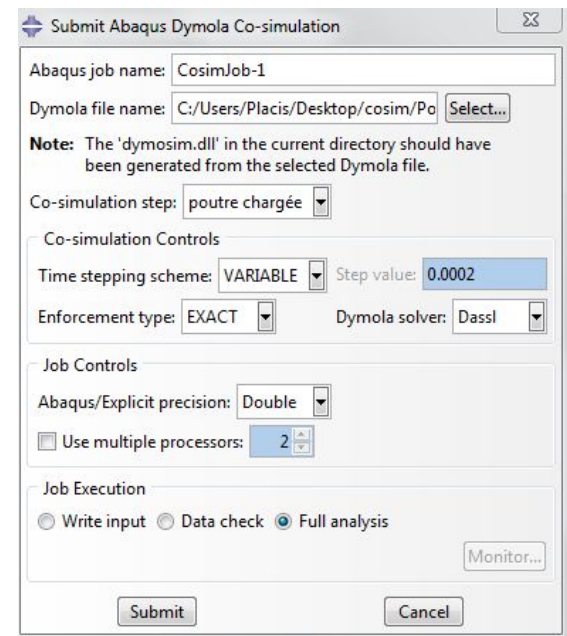 Submit Abaqus Dymola Co-simulation
Abaqus job name: CosimJob-1
Dymola file name: C:/Users/Placis/Desktop/cosim/Po Select...
Note: The 'dymosim.dll' in the current directory should have
been generated from the selected Dymola file.
Co-simulation step: poutre chargée
Co-simulation Controls
Time stepping scheme: VARIABLE Step value: 0.0002
Enforcement type: EXACT Dymola solver: Dassl
Job Controls
Abaqus/Explicit precision: Double
Use multiple processors: 2
Job Execution
Write input Data check Full analysis
Monitor...
Submit Cancel